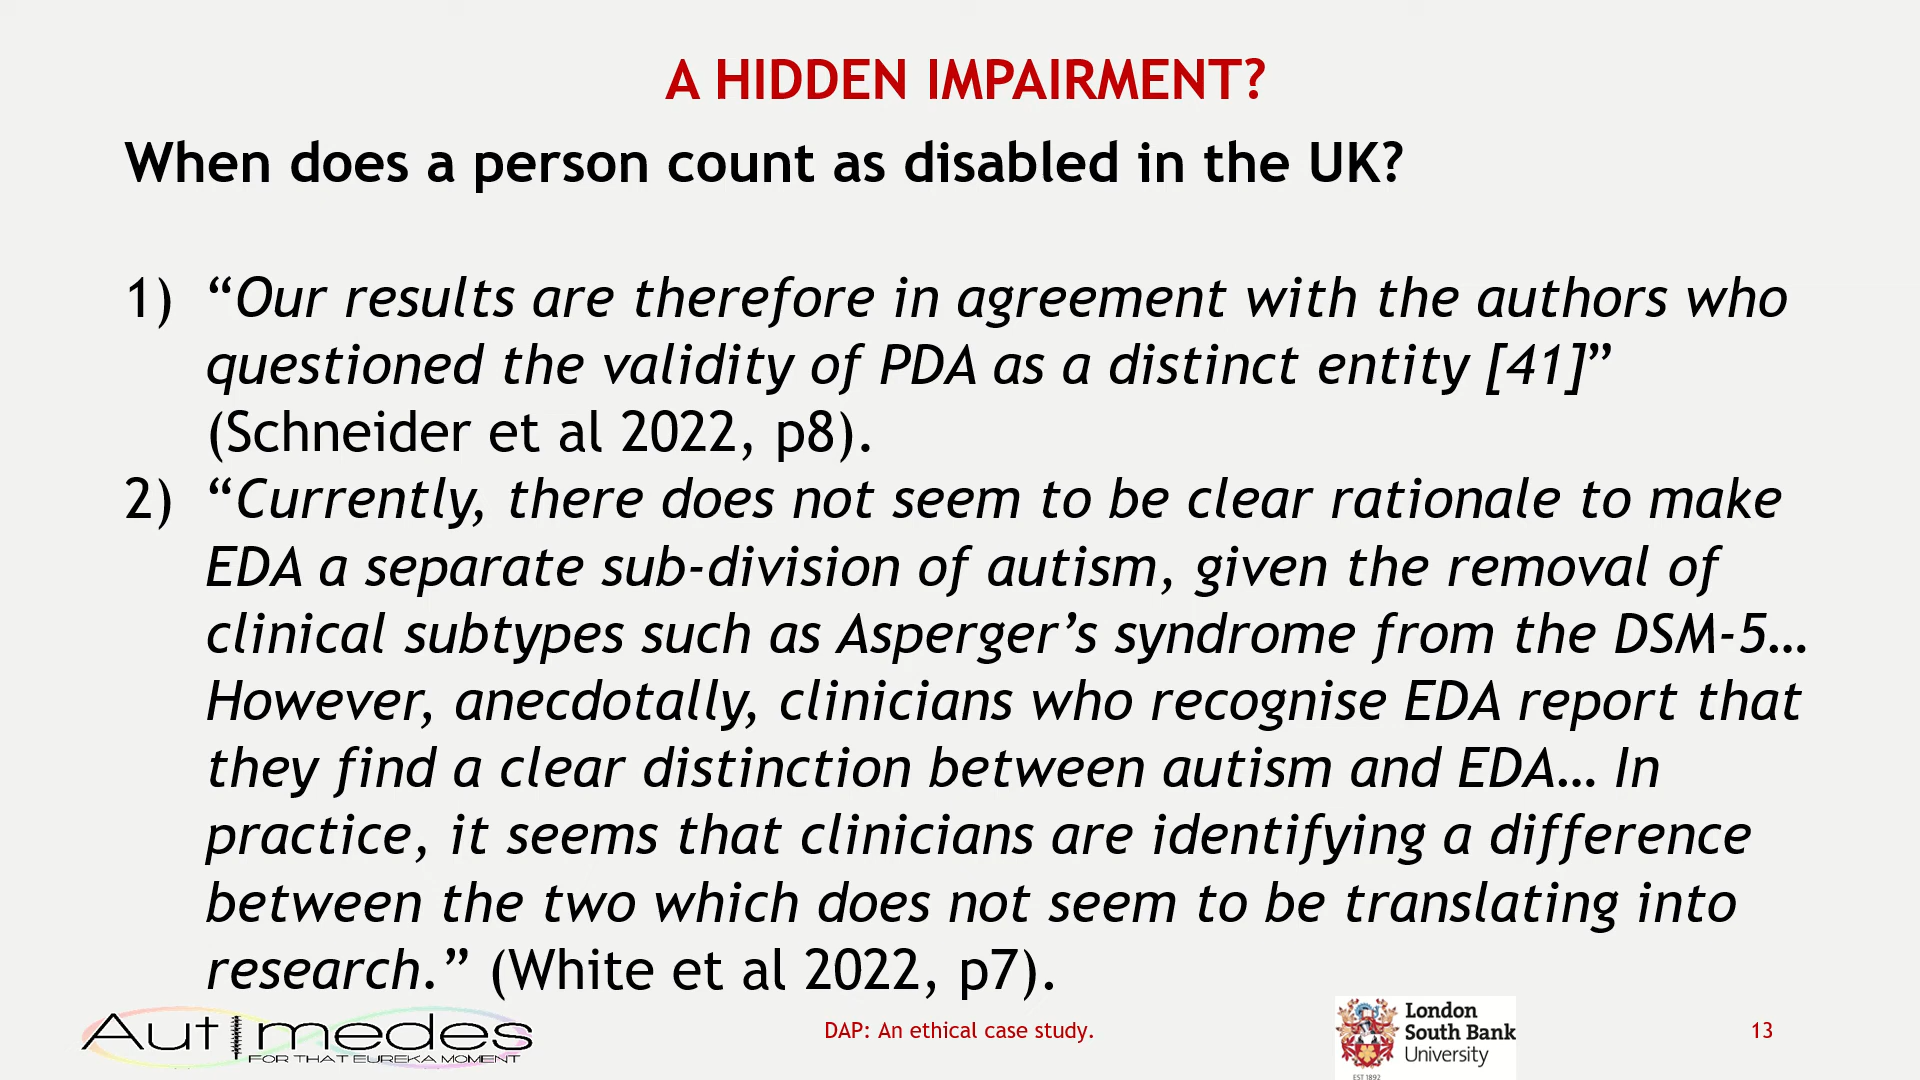 A HIDDEN IMPAIRMENT?
When does a person count as disabled in the UK?
1) “Our results are therefore in agreement with the authors who
questioned the validity of PDA as a distinct entity [41]”
(Schneider et al 2022, p8).
2) “Currently, there does not seem to be clear rationale to make
EDA a separate sub-division of autism, given the removal of
clinical subtypes such as Asperger’s syndrome from the DSM-5…
However, anecdotally, clinicians who recognise EDA report that
they find a clear distinction between autism and EDA… In
practice, it seems that clinicians are identifying a difference
between the two which does not seem to be translating into
research.” (White et al 2022, p7).
Autimedes
FOR THAT EUREKA MOMENT
DAP: An ethical case study.
London
South Bank
University
EST 1892
13